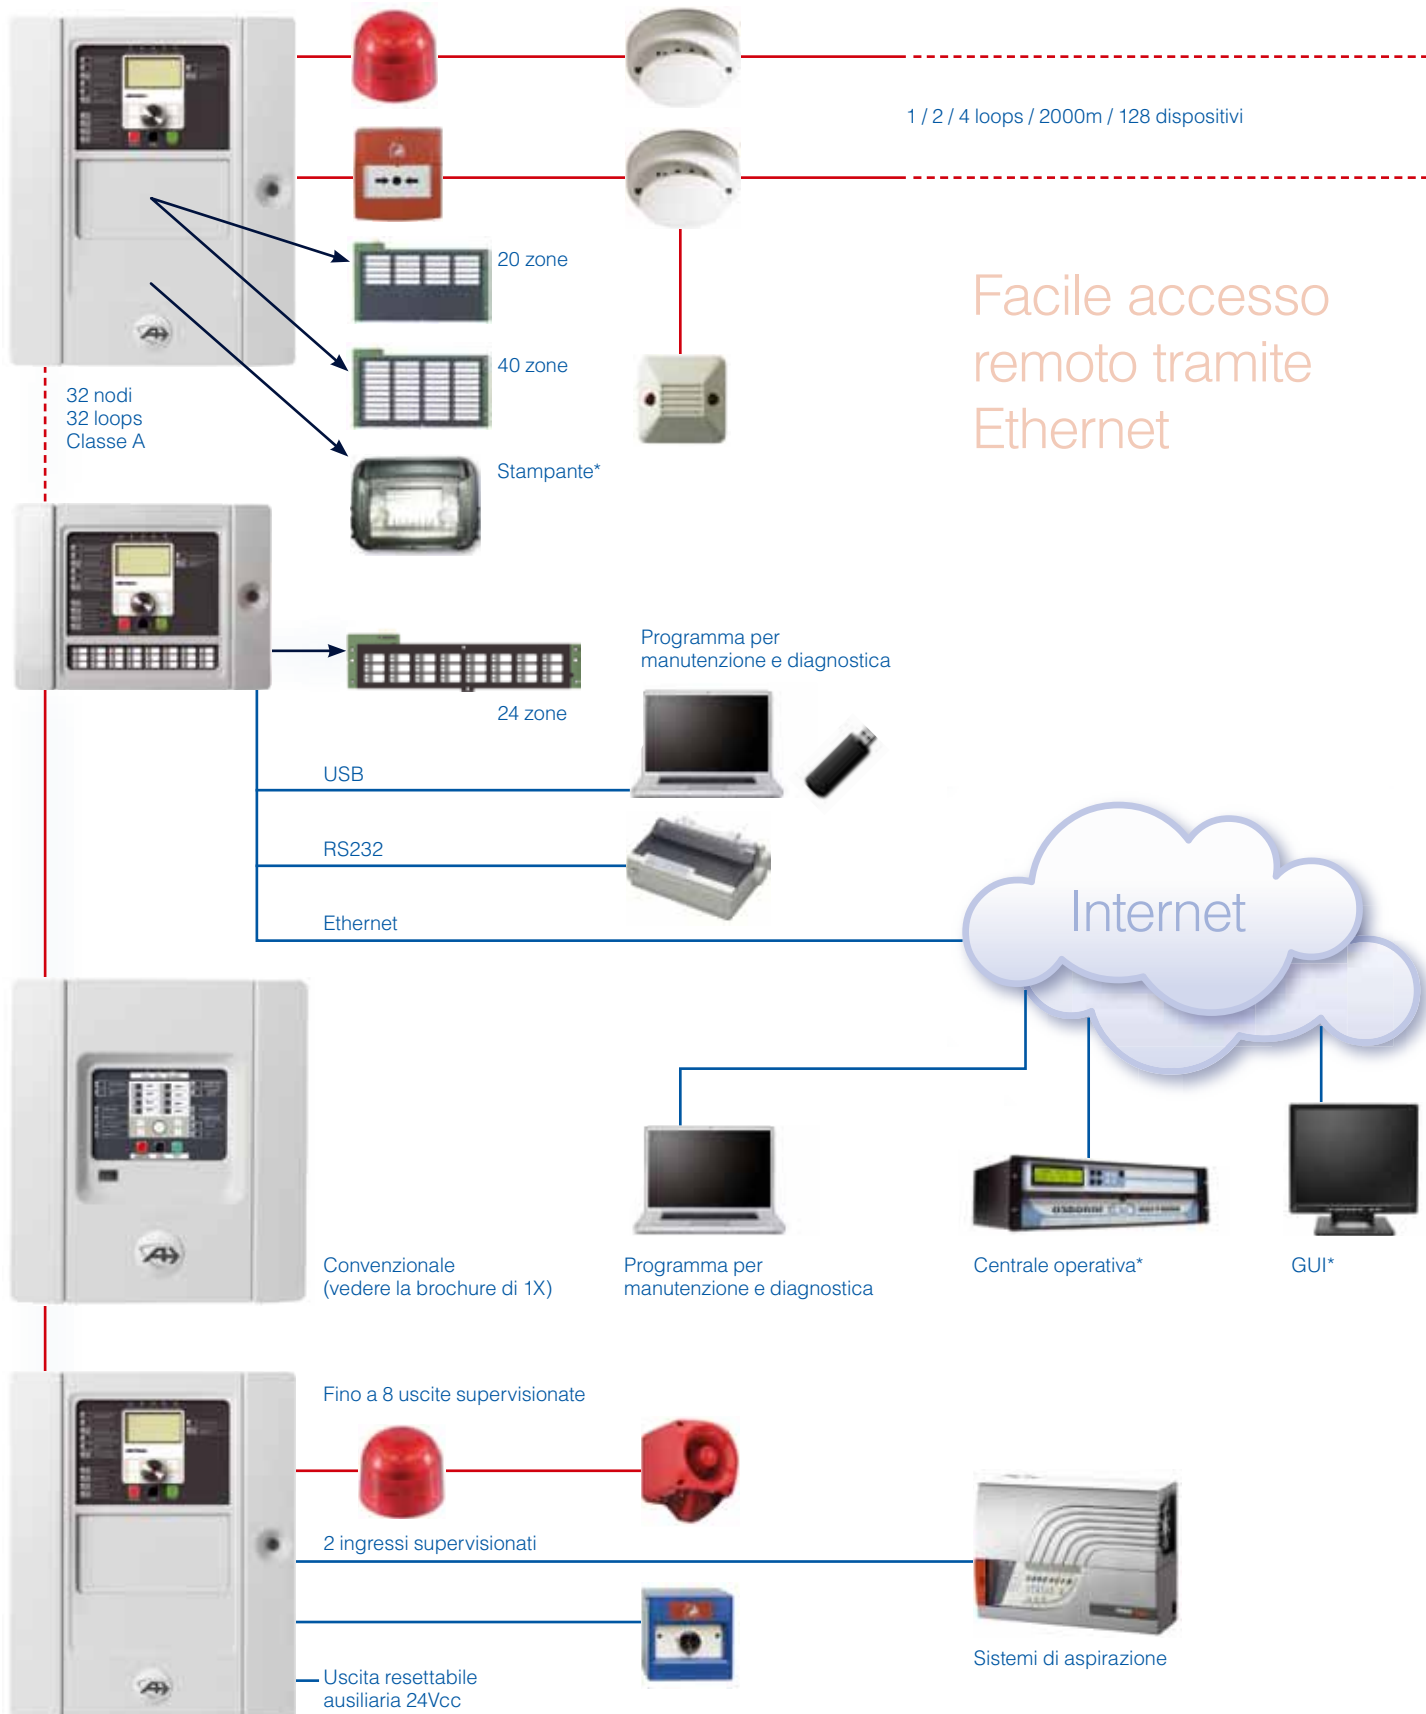 1 / 2 / 4 loops / 2000m / 128 dispositivi
20 zone
Facile accesso
remoto tramite
Ethernet
40 zone
32 nodi
32 loops
Classe A
Stampante*
Programma per
manutenzione e diagnostica
24 zone
USB
RS232
Ethernet
Internet
Convenzionale
(vedere la brochure di 1X)
Programma per
manutenzione e diagnostica
Centrale operativa*
GUI*
Fino a 8 uscite supervisionate
2 ingressi supervisionati
Sistemi di aspirazione
Uscita resettabile
ausiliaria 24Vcc